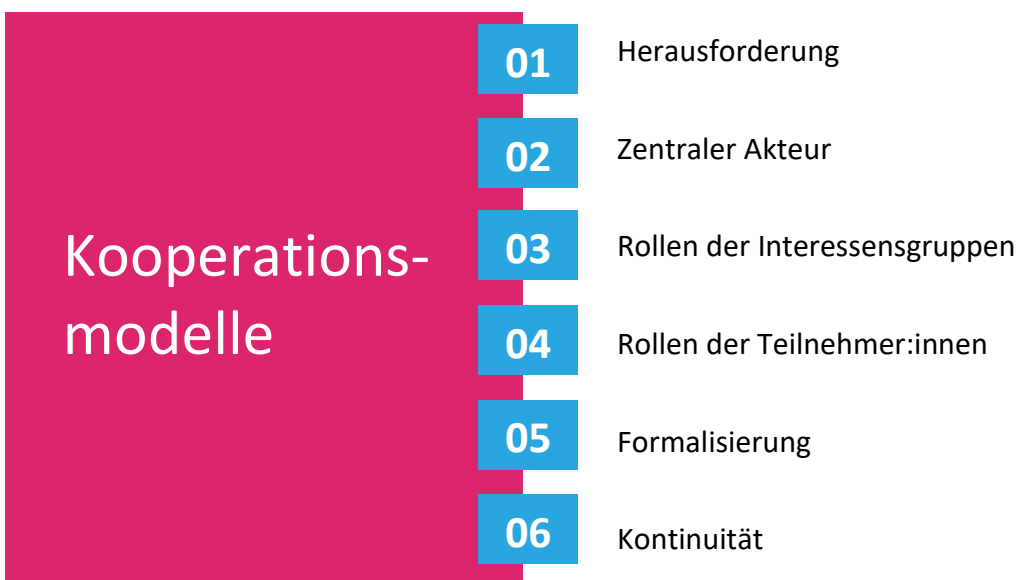 Kooperations-
modelle
01 Herausforderung
02 Zentraler Akteur
03 Rollen der Interessensgruppen
04 Rollen der Teilnehmer:innen
05 Formalisierung
06 Kontinuität